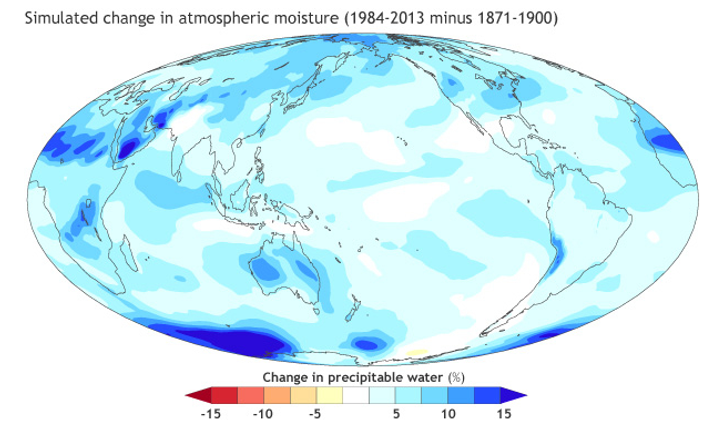 Simulated change in atmospheric moisture (1984-2013 minus 1871-1900)
Change in precipitable water (%)
-15 -10 -5 5 10 15